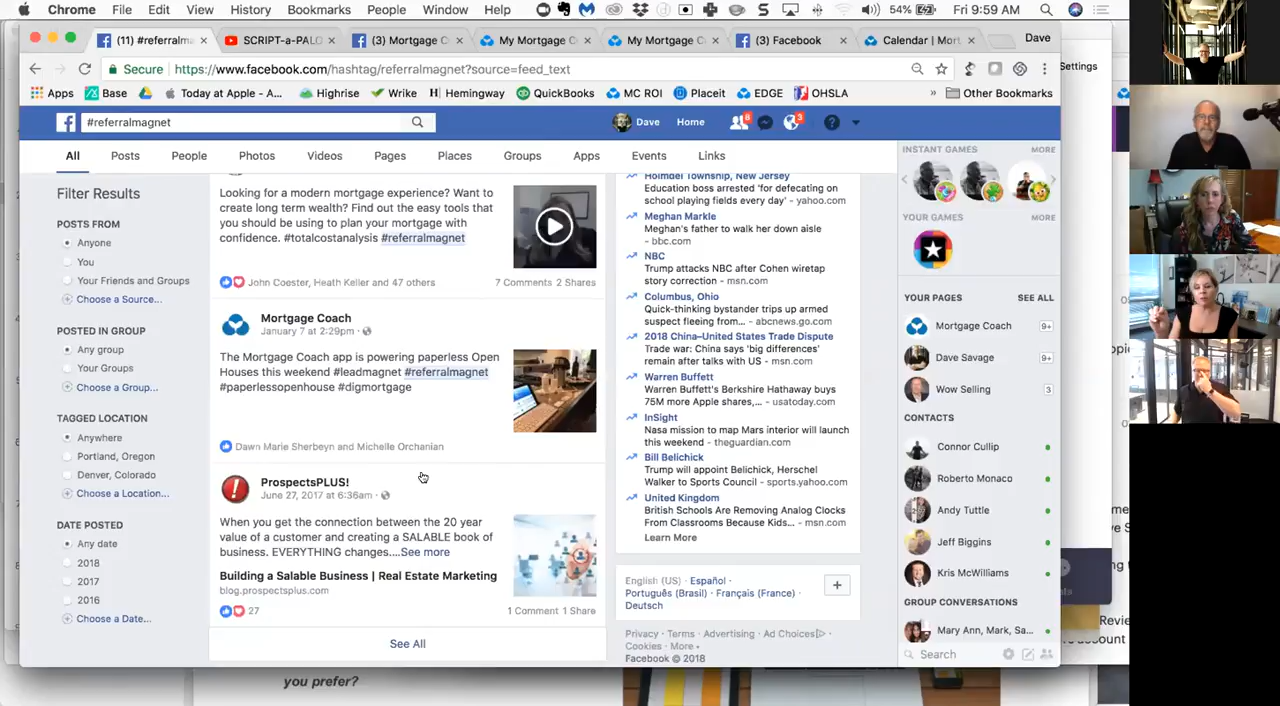 Chrome File Edit View History Bookmarks People Window Help 54% Fri 9:59 AM
(11) #referralma (YouTube) SCRIPT-a-PAL (3) Mortgage C My Mortgage C My Mortgage C (3) Facebook Calendar | Mort Dave
Secure https://www.facebook.com/hashtag/referralmagnet?source=feed_text
Settings
Apps Base Today at Apple - A... Highrise Wrike Hemingway QuickBooks MC ROI Placeit EDGE OHSLA » Other Bookmarks
#referralmagnet Dave Home 8 3
All Posts People Photos Videos Pages Places Groups Apps Events Links
Filter Results
POSTS FROM
Anyone
You
Your Friends and Groups
Choose a Source...
POSTED IN GROUP
Any group
Your Groups
Choose a Group...
TAGGED LOCATION
Anywhere
Portland, Oregon
Denver, Colorado
Choose a Location...
DATE POSTED
Any date
2018
2017
2016
Choose a Date...
Looking for a modern mortgage experience? Want to
create long term wealth? Find out the easy tools that
you should be using to plan your mortgage with
confidence. #totalcostanalysis #referralmagnet
John Coester, Heath Keller and 47 others 7 Comments 2 Shares
Mortgage Coach
January 7 at 2:29pm ·
The Mortgage Coach app is powering paperless Open
Houses this weekend #leadmagnet #referralmagnet
#paperlessopenhouse #digmortgage
Dawn Marie Sherbeyn and Michelle Orchanian
ProspectsPLUS!
June 27, 2017 at 6:36am ·
When you get the connection between the 20 year
value of a customer and creating a SALABLE book of
business. EVERYTHING changes....See more
Building a Salable Business | Real Estate Marketing
blog.prospectsplus.com
27 1 Comment 1 Share
See All
Holmdel Township, New Jersey
Education boss arrested 'for defecating on
school playing fields every day' - yahoo.com
Meghan Markle
Meghan's father to walk her down aisle
- bbc.com
NBC
Trump attacks NBC after Cohen wiretap
story correction - msn.com
Columbus, Ohio
Quick-thinking bystander trips up armed
suspect fleeing from... - abcnews.go.com
2018 China–United States Trade Dispute
Trade war: China says 'big differences'
remain after talks with US - msn.com
Warren Buffett
Warren Buffett's Berkshire Hathaway buys
75M more Apple shares,... - usatoday.com
InSight
Nasa mission to map Mars interior will launch
this weekend - theguardian.com
Bill Belichick
Trump will appoint Belichick, Herschel
Walker to Sports Council - sports.yahoo.com
United Kingdom
British Schools Are Removing Analog Clocks
From Classrooms Because Kids... - msn.com
Learn More
English (US) · Español ·
Português (Brasil) · Français (France) ·
Deutsch
+
Privacy · Terms · Advertising · Ad Choices ·
Cookies · More
Facebook © 2018
INSTANT GAMES MORE
YOUR GAMES MORE
YOUR PAGES SEE ALL
Mortgage Coach 9+
Dave Savage 9+
Wow Selling 3
CONTACTS
Connor Cullip
Roberto Monaco
Andy Tuttle
Jeff Biggins
Kris McWilliams
GROUP CONVERSATIONS
Mary Ann, Mark, Sa...
Search
you prefer?